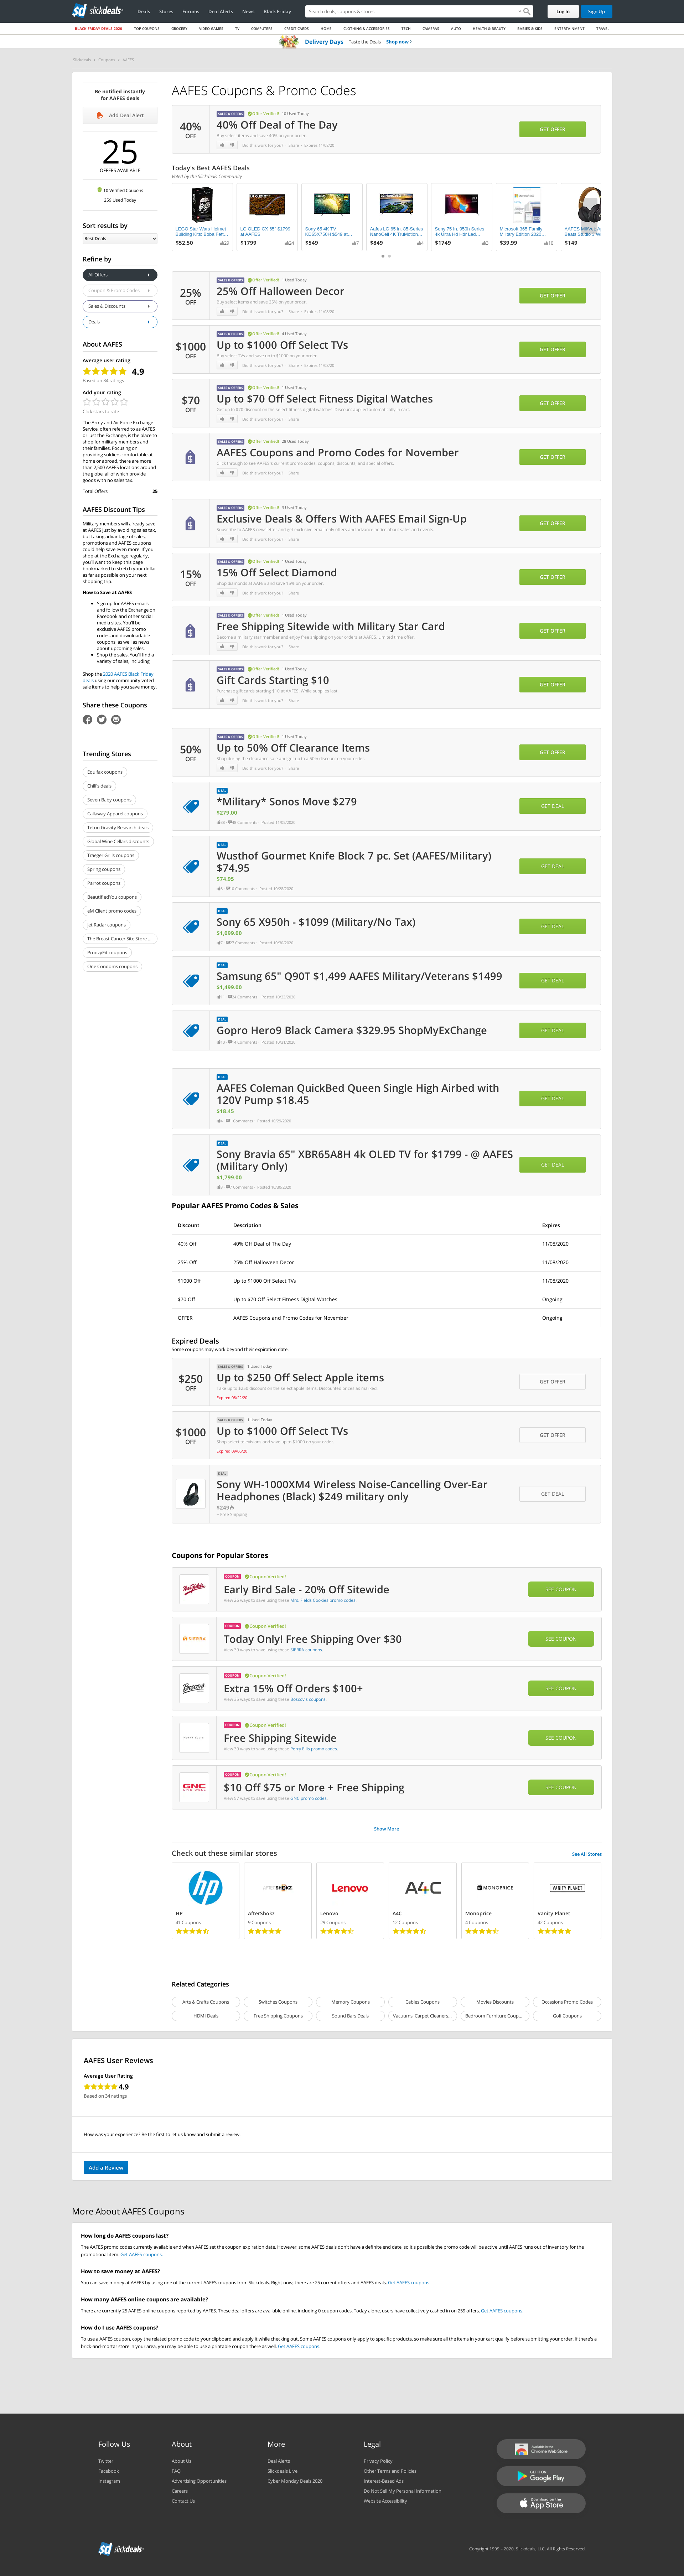 slickdeals
Deals
Stores
Forums
Deal Alerts
News
Black Friday
Search deals, coupons & stores
Log In
Sign Up
BLACK FRIDAY DEALS 2020
TOP COUPONS
GROCERY
VIDEO GAMES
TV
COMPUTERS
CREDIT CARDS
HOME
CLOTHING & ACCESSORIES
TECH
CAMERAS
AUTO
HEALTH & BEAUTY
BABIES & KIDS
ENTERTAINMENT
TRAVEL
Delivery Days Taste the Deals Shop now ›
Slickdeals > Coupons > AAFES
Be notified instantly
for AAFES deals
Add Deal Alert
25
OFFERS AVAILABLE
10 Verified Coupons
259 Used Today
Sort results by
Best Deals
Refine by
All Offers
Coupon & Promo Codes
Sales & Discounts
Deals
About AAFES
Average user rating
4.9
Based on 34 ratings
Add your rating
Click stars to rate
The Army and Air Force Exchange
Service, often referred to as AAFES
or just the Exchange, is the place to
shop for military members and
their families. Focusing on
providing soldiers comfortable at
home or abroad, there are more
than 2,500 AAFES locations around
the globe, all of which provide
goods with no sales tax.
Total Offers 25
AAFES Discount Tips
Military members will already save
at AAFES just by avoiding sales tax,
but taking advantage of sales,
promotions and AAFES coupons
could help save even more. If you
shop at the Exchange regularly,
you'll want to keep this page
bookmarked to stretch your dollar
as far as possible on your next
shopping trip.
How to Save at AAFES
Sign up for AAFES emails
and follow the Exchange on
Facebook and other social
media sites. You'll be
exclusive AAFES promo
codes and downloadable
coupons, as well as news
about upcoming sales.
Shop the sales. You'll find a
variety of sales, including
Shop the 2020 AAFES Black Friday
deals using our community voted
sale items to help you save money.
Share these Coupons
Trending Stores
Equifax coupons
Chili's deals
Seven Baby coupons
Callaway Apparel coupons
Teton Gravity Research deals
Global Wine Cellars discounts
Traeger Grills coupons
Spring coupons
Parrot coupons
BeautifiedYou coupons
eM Client promo codes
Jet Radar coupons
The Breast Cancer Site Store ...
ProozyFit coupons
One Condoms coupons
AAFES Coupons & Promo Codes
40%
OFF
SALES & OFFERS Offer Verified! 10 Used Today
40% Off Deal of The Day
Buy select items and save 40% on your order.
Did this work for you? · Share · Expires 11/08/20
GET OFFER
Today's Best AAFES Deals
Voted by the Slickdeals Community
LEGO Star Wars Helmet
Building Kits: Boba Fett...
$52.50 29
LG OLED CX 65" $1799
at AAFES
$1799 24
Sony 65 4K TV
KD65X750H $549 at...
$549 7
Aafes LG 65 in. 85-Series
NanoCell 4K TruMotion...
$849 4
Sony 75 In. 950h Series
4k Ultra Hd Hdr Led...
$1749 3
Microsoft 365 Family
Military Edition 2020...
$39.99 10
$149
25%
OFF
SALES & OFFERS Offer Verified! 1 Used Today
25% Off Halloween Decor
Buy select items and save 25% on your order.
Did this work for you? · Share · Expires 11/08/20
GET OFFER
$1000
OFF
SALES & OFFERS Offer Verified! 4 Used Today
Up to $1000 Off Select TVs
Buy select TVs and save up to $1000 on your order.
Did this work for you? · Share · Expires 11/08/20
GET OFFER
$70
OFF
SALES & OFFERS Offer Verified! 1 Used Today
Up to $70 Off Select Fitness Digital Watches
Get up to $75 discount on the select fitness digital watches. Discount applied automatically in cart.
Did this work for you? · Share
GET OFFER
SALES & OFFERS Offer Verified! 28 Used Today
AAFES Coupons and Promo Codes for November
Click through to see AAFES's current promo codes, coupons, discounts, and special offers.
Did this work for you? · Share
GET OFFER
SALES & OFFERS Offer Verified! 3 Used Today
Exclusive Deals & Offers With AAFES Email Sign-Up
Subscribe to AAFES newsletter and get exclusive email only offers and advance notice about sales and events.
Did this work for you? · Share
GET OFFER
15%
OFF
SALES & OFFERS Offer Verified! 1 Used Today
15% Off Select Diamond
Shop diamonds at AAFES and save 15% on your order.
Did this work for you? · Share
GET OFFER
SALES & OFFERS Offer Verified! 1 Used Today
Free Shipping Sitewide with Military Star Card
Become a military star member and enjoy free shipping on your orders as AAFES. Limited time offer.
Did this work for you? · Share
GET OFFER
SALES & OFFERS Offer Verified! 1 Used Today
Gift Cards Starting $10
Purchase gift cards starting $10 at AAFES. While supplies last.
Did this work for you? · Share
GET OFFER
50%
OFF
SALES & OFFERS Offer Verified! 1 Used Today
Up to 50% Off Clearance Items
Shop during the clearance sale and get up to a 50% discount on your order.
Did this work for you? · Share
GET OFFER
DEAL
*Military* Sonos Move $279
$279.00
Comments · Posted 11/05/2020
GET DEAL
DEAL
Wusthof Gourmet Knife Block 7 pc. Set (AAFES/Military)
$74.95
$74.95
Comments · Posted 10/28/2020
GET DEAL
DEAL
Sony 65 X950h - $1099 (Military/No Tax)
$1,099.00
Comments · Posted 10/30/2020
GET DEAL
DEAL
Samsung 65" Q90T $1,499 AAFES Military/Veterans $1499
$1,499.00
Comments · Posted 10/23/2020
GET DEAL
DEAL
Gopro Hero9 Black Camera $329.95 ShopMyExChange
Comments · Posted 10/31/2020
GET DEAL
DEAL
AAFES Coleman QuickBed Queen Single High Airbed with
120V Pump $18.45
$18.45
Comments · Posted 10/09/2020
GET DEAL
DEAL
Sony Bravia 65" XBR65A8H 4k OLED TV for $1799 - @ AAFES
(Military Only)
$1,799.00
Comments · Posted 10/30/2020
GET DEAL
Popular AAFES Promo Codes & Sales
Discount Description Expires
40% Off 40% Off Deal of The Day 11/08/2020
25% Off 25% Off Halloween Decor 11/08/2020
$1000 Off Up to $1000 Off Select TVs 11/08/2020
$70 Off Up to $70 Off Select Fitness Digital Watches Ongoing
OFFER AAFES Coupons and Promo Codes for November Ongoing
Expired Deals
Some coupons may work beyond their expiration date.
$250
OFF
SALES & OFFERS 1 Used Today
Up to $250 Off Select Apple items
Take up to $250 discount on the select apple items. Discounted prices as marked.
Expired 08/22/20
GET OFFER
$1000
OFF
SALES & OFFERS 1 Used Today
Up to $1000 Off Select TVs
Shop select televisions and save up to $1000 on your order.
Expired 09/06/20
GET OFFER
DEAL
Sony WH-1000XM4 Wireless Noise-Cancelling Over-Ear
Headphones (Black) $249 military only
+ Free Shipping
GET DEAL
Coupons for Popular Stores
Mrs. Fields
COUPON Coupon Verified!
Early Bird Sale - 20% Off Sitewide
View 25 ways to save using these Mrs. Fields Cookies promo codes.
SEE COUPON
SIERRA
COUPON Coupon Verified!
Today Only! Free Shipping Over $30
View 30 ways to save using these SIERRA coupons.
SEE COUPON
Boscov's
COUPON Coupon Verified!
Extra 15% Off Orders $100+
View 35 ways to save using these Boscov's coupons.
SEE COUPON
PERRY ELLIS
COUPON Coupon Verified!
Free Shipping Sitewide
View 39 ways to save using these Perry Ellis promo codes.
SEE COUPON
GNC
LIVE WELL
COUPON Coupon Verified!
$10 Off $75 or More + Free Shipping
View 57 ways to save using these GNC promo codes.
SEE COUPON
Show More
Check out these similar stores
See All Stores
hp
HP
41 Coupons
AFTERSHOKZ
AfterShokz
9 Coupons
Lenovo
Lenovo
29 Coupons
A4C
A4C
12 Coupons
MONOPRICE
Monoprice
4 Coupons
VANITY PLANET
Vanity Planet
42 Coupons
Related Categories
Arts & Crafts Coupons
Switches Coupons
Memory Coupons
Cables Coupons
Movies Discounts
Occasions Promo Codes
HDMI Deals
Free Shipping Coupons
Sound Bars Deals
Vacuums, Carpet Cleaners...
Bedroom Furniture Coup...
Golf Coupons
AAFES User Reviews
Average User Rating
4.9
Based on 34 ratings
How was your experience? Be the first to let us know and submit a review.
Add a Review
More About AAFES Coupons
How long do AAFES coupons last?
The AAFES promo codes currently available end when AAFES set the coupon expiration date. However, some AAFES deals don't have a definite end date, so it's possible the promo code will be active until AAFES runs out of inventory for the
promotional item. Get AAFES coupons.
How to save money at AAFES?
You can save money at AAFES by using one of the current AAFES coupons from Slickdeals. Right now, there are 25 current offers and AAFES deals. Get AAFES coupons.
How many AAFES online coupons are available?
There are currently 25 AAFES online coupons reported by AAFES. These deal offers are available online, including 0 coupon codes. Today alone, users have collectively cashed in on 259 offers. Get AAFES coupons.
How do I use AAFES coupons?
To use a AAFES coupon, copy the related promo code to your clipboard and apply it while checking out. Some AAFES coupons only apply to specific products, so make sure all the items in your cart qualify before submitting your order. If there's a
brick-and-mortar store in your area, you may be able to use a printable coupon there as well. Get AAFES coupons.
Follow Us
Twitter
Facebook
Instagram
About
About Us
FAQ
Advertising Opportunities
Careers
Contact Us
More
Deal Alerts
Slickdeals Live
Cyber Monday Deals 2020
Legal
Privacy Policy
Other Terms and Policies
Interest-Based Ads
Do Not Sell My Personal Information
Website Accessibility
Available in the
Chrome Web Store
GET IT ON
Google Play
Download on the
App Store
slickdeals
Copyright 1999 - 2020. Slickdeals, LLC. All Rights Reserved.